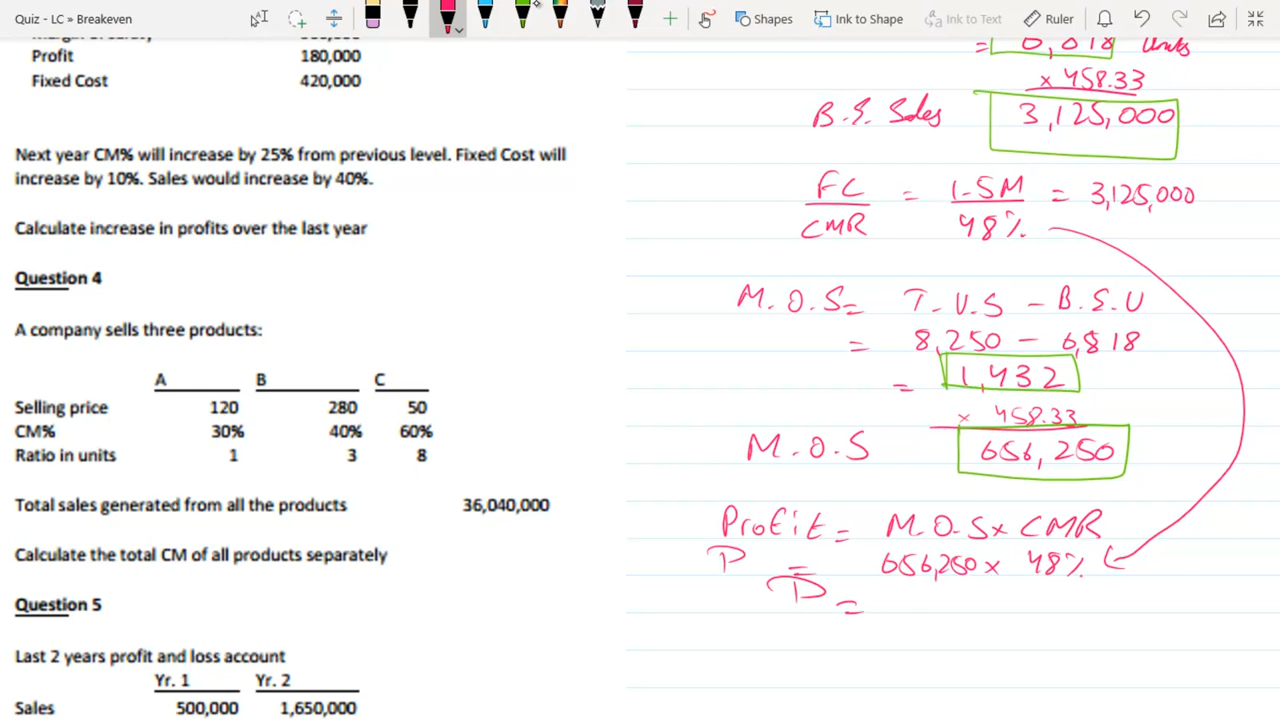 Quiz - LC » Breakeven
Shapes
Ink to Shape
Ink to Text
Ruler
Profit 180,000
Fixed Cost 420,000
Next year CM% will increase by 25% from previous level. Fixed Cost will
increase by 10%. Sales would increase by 40%.
Calculate increase in profits over the last year
Question 4
A company sells three products:
A B C
Selling price 120 280 50
CM% 30% 40% 60%
Ratio in units 1 3 8
Total sales generated from all the products 36,040,000
Calculate the total CM of all products separately
Question 5
Last 2 years profit and loss account
Yr. 1 Yr. 2
Sales 500,000 1,650,000
= 6,818 units
× 458.33
B.E. Sales 3,125,000
FC / CMR = 1.5M / 48% = 3,125,000
M.O.S = T.U.S - B.E.U
= 8,250 - 6,818
= 1,432
× 458.33
M.O.S 656,250
Profit = M.O.S × CMR
P = 656,250 × 48%
P =